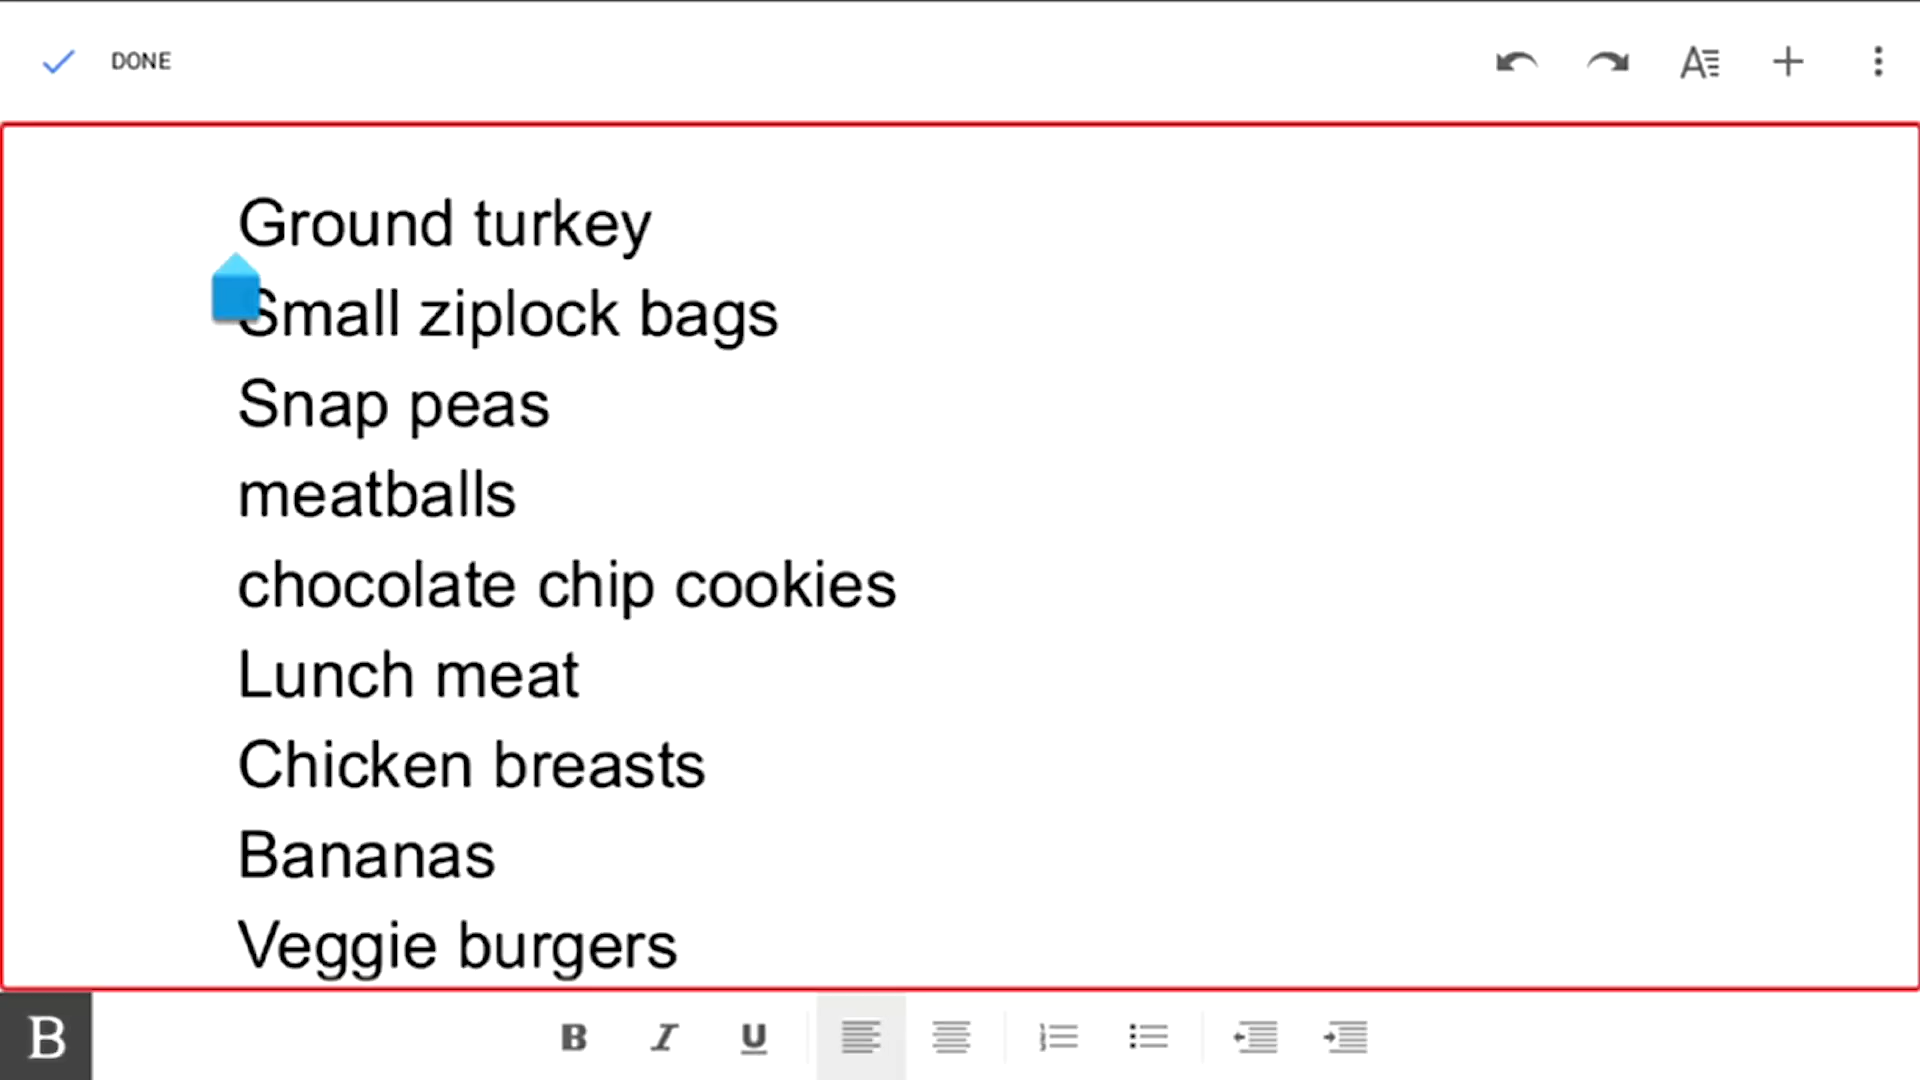 DONE
Ground turkey
Small ziplock bags
Snap peas
meatballs
chocolate chip cookies
Lunch meat
Chicken breasts
Bananas
Veggie burgers
B
B I U